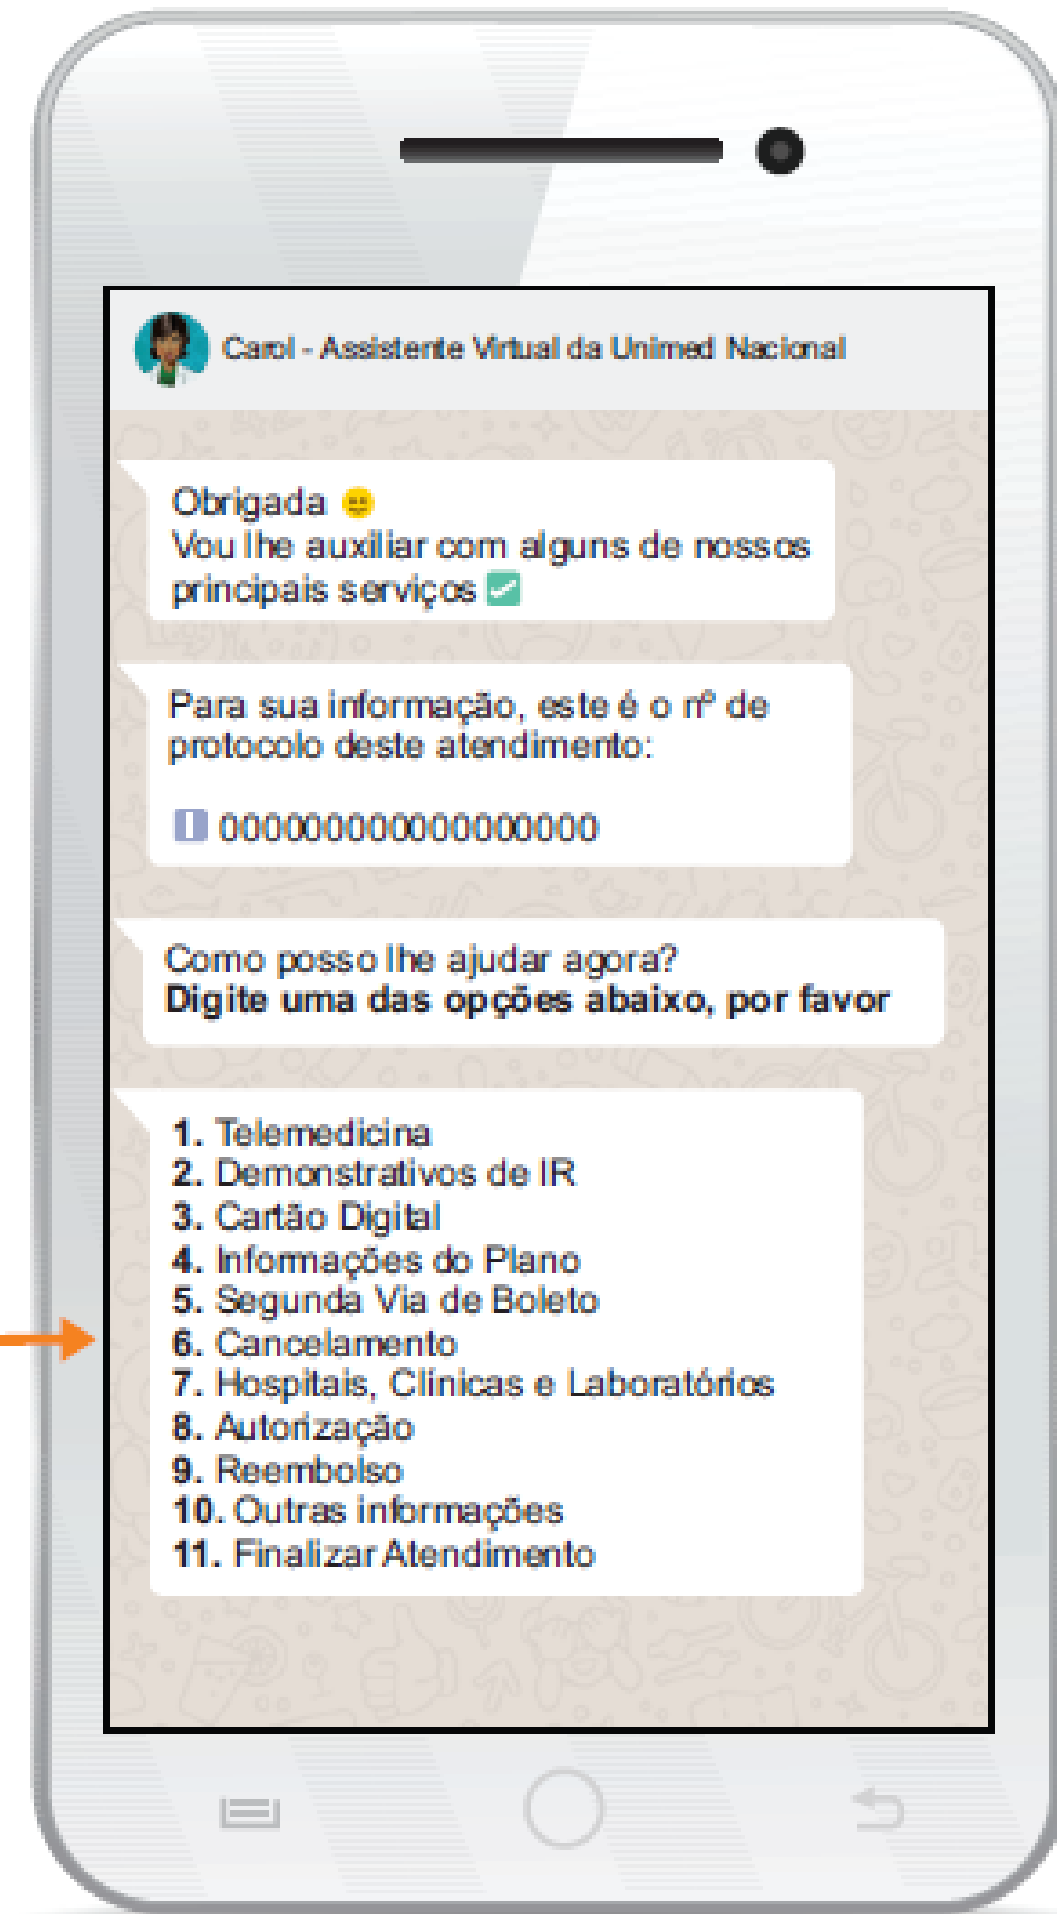 Carol - Assistente Virtual da Unimed Nacional
Obrigada
Vou lhe auxiliar com alguns de nossos
principais serviços
Para sua informação, este é o nº de
protocolo deste atendimento:
000000000000000000
Como posso lhe ajudar agora?
Digite uma das opções abaixo, por favor
1. Telemedicina
2. Demonstrativos de IR
3. Cartão Digital
4. Informações do Plano
5. Segunda Via de Boleto
6. Cancelamento
7. Hospitais, Clínicas e Laboratórios
8. Autorização
9. Reembolso
10. Outras informações
11. Finalizar Atendimento